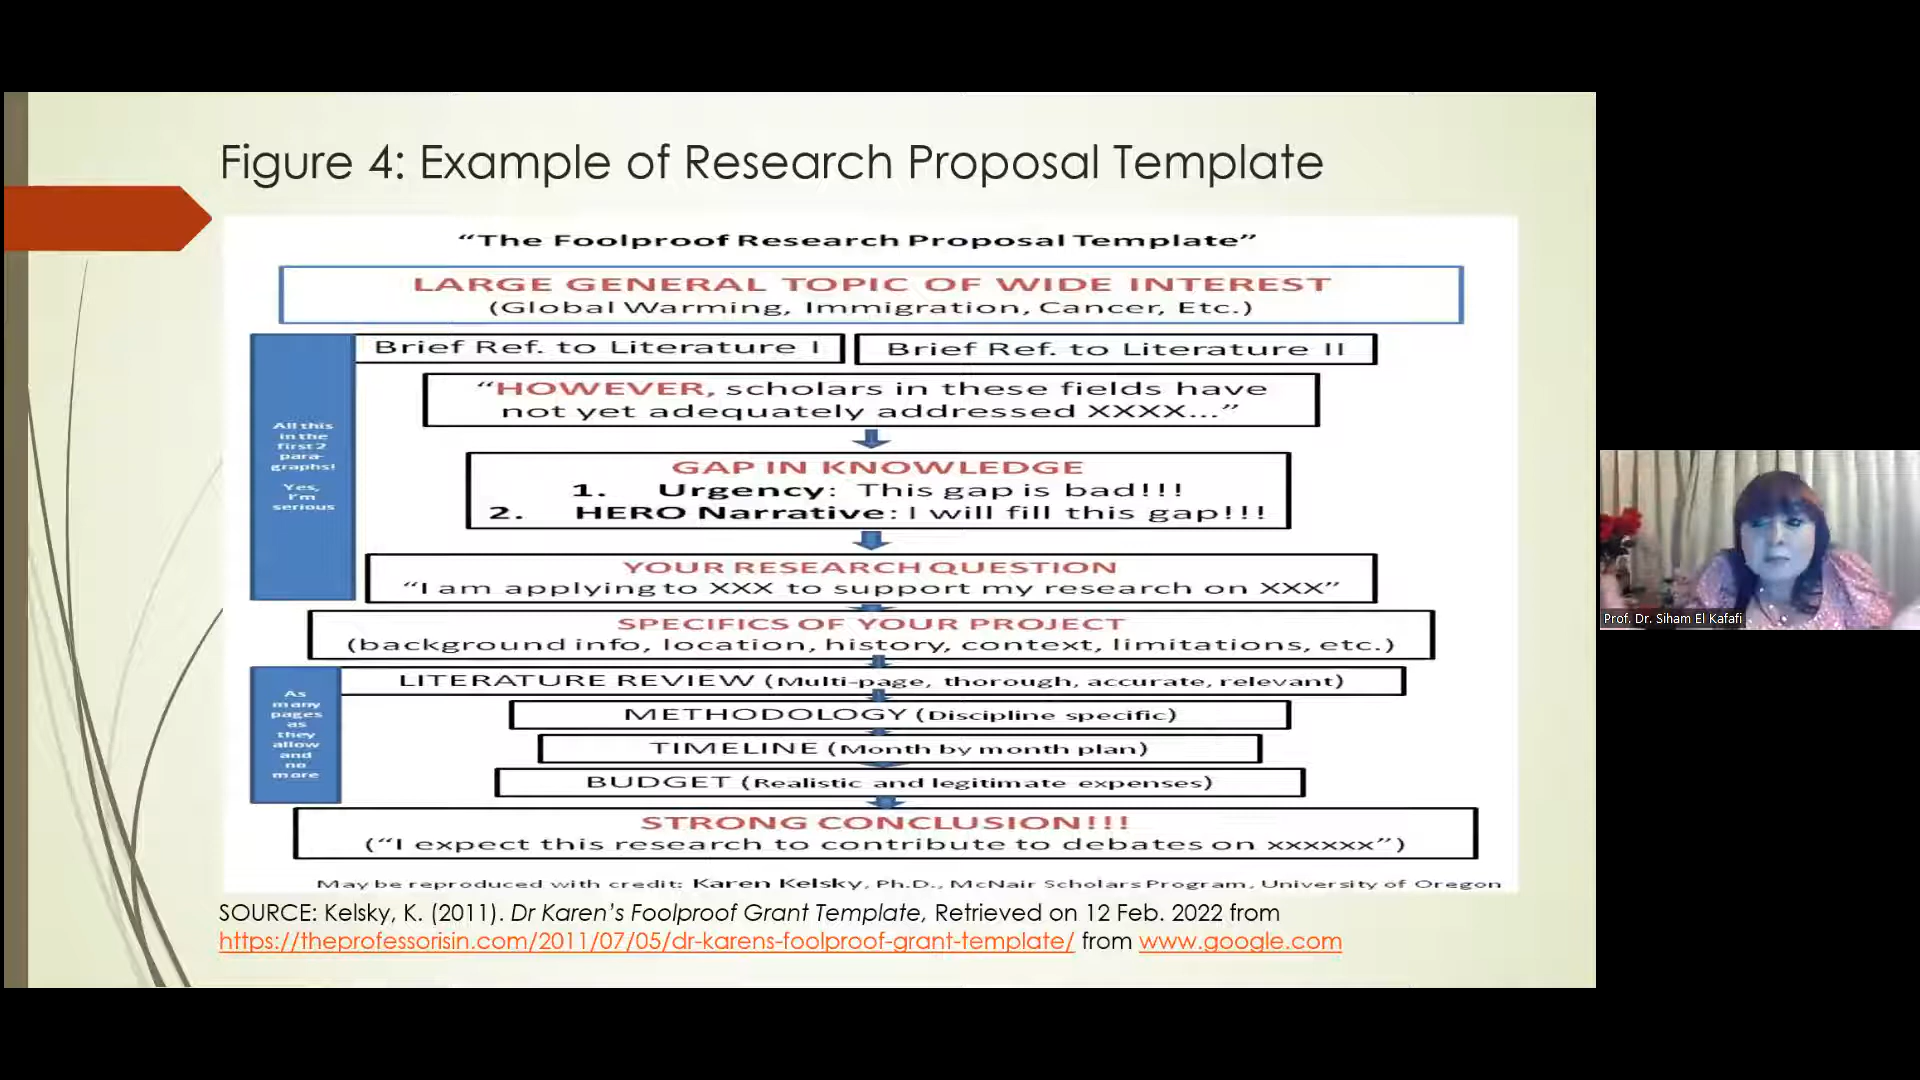 Figure 4: Example of Research Proposal Template
“The Foolproof Research Proposal Template”
LARGE GENERAL TOPIC OF WIDE INTEREST
(Global Warming, Immigration, Cancer, Etc.)
Brief Ref. to Literature I
Brief Ref. to Literature II
“HOWEVER, scholars in these fields have
not yet adequately addressed XXXX...”
All this
in the
first 2
para-
graphs!
Yes,
I'm
serious
GAP IN KNOWLEDGE
1. Urgency: This gap is bad!!!
2. HERO Narrative: I will fill this gap!!!
YOUR RESEARCH QUESTION
“I am applying to XXX to support my research on XXX”
SPECIFICS OF YOUR PROJECT
(background info, location, history, context, limitations, etc.)
As
many
pages
as
they
allow
and
no
more
LITERATURE REVIEW (Multi-page, thorough, accurate, relevant)
METHODOLOGY (Discipline specific)
TIMELINE (Month by month plan)
BUDGET (Realistic and legitimate expenses)
STRONG CONCLUSION!!!
(“I expect this research to contribute to debates on xxxxxx”)
May be reproduced with credit: Karen Kelsky, Ph.D., McNair Scholars Program, University of Oregon
SOURCE: Kelsky, K. (2011). Dr Karen’s Foolproof Grant Template, Retrieved on 12 Feb. 2022 from
https://theprofessorisin.com/2011/07/05/dr-karens-foolproof-grant-template/ from www.google.com
Prof. Dr. Siham El Kafafi